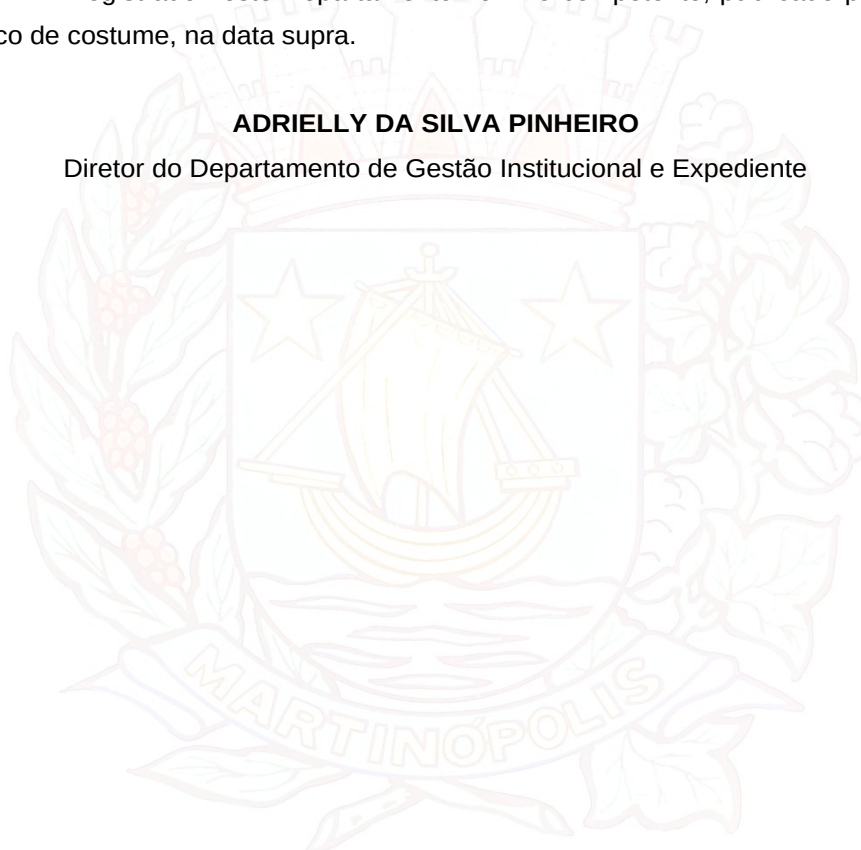 co de costume, na data supra.
ADRIELLY DA SILVA PINHEIRO
Diretor do Departamento de Gestão Institucional e Expediente
MARTINÓPOLIS